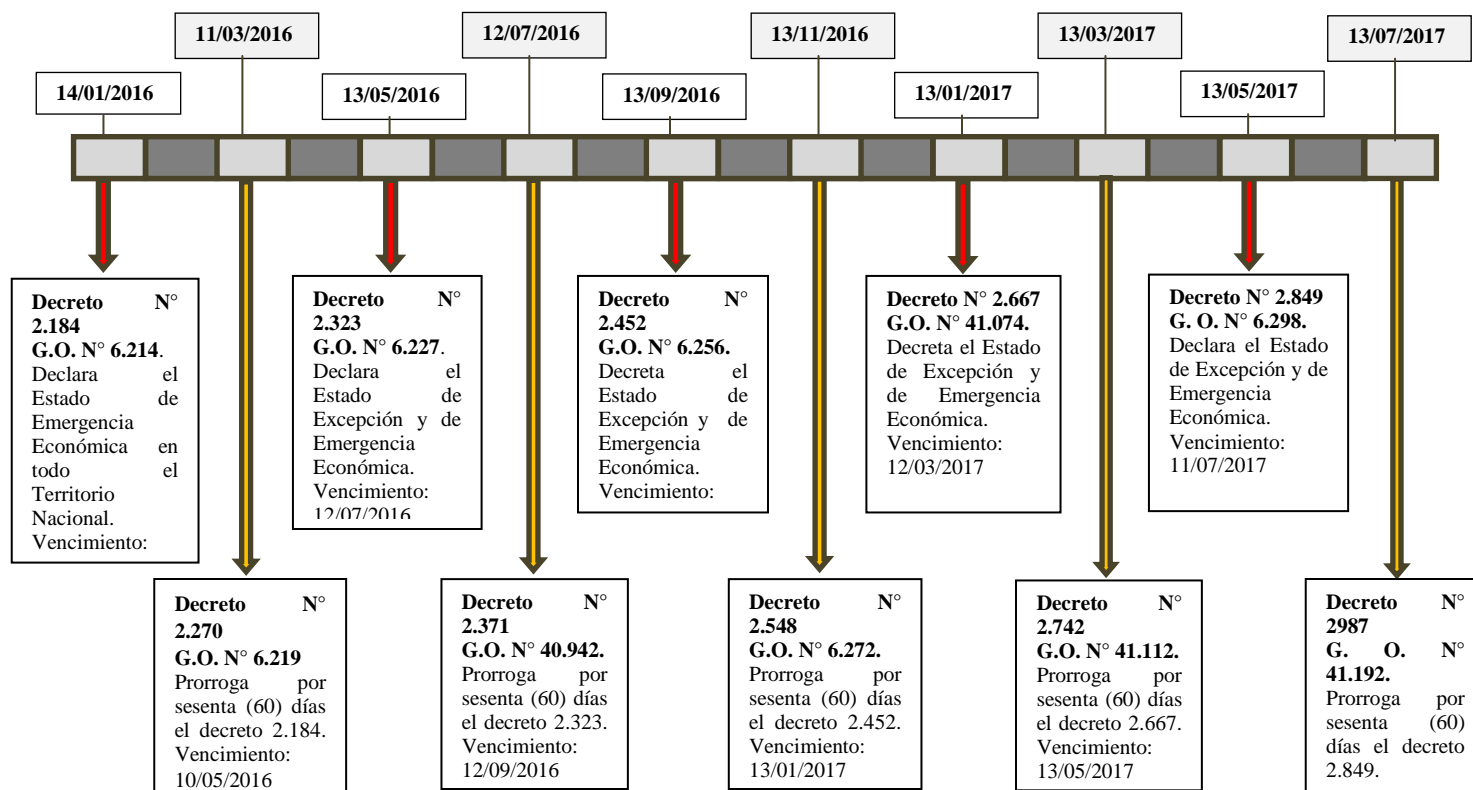 11/03/2016
12/07/2016
13/11/2016
13/03/2017
13/07/2017
14/01/2016
13/05/2016
13/09/2016
13/01/2017
13/05/2017
Decreto N°
2.184
G.O. N° 6.214.
Declara el
Estado de
Emergencia
Económica en
todo el
Territorio
Nacional.
Vencimiento:
Decreto N°
2.323
G.O. N° 6.227.
Declara el
Estado de
Excepción y de
Emergencia
Económica.
Vencimiento:
12/07/2016
Decreto N°
2.452
G.O. N° 6.256.
Decreta el
Estado de
Excepción y de
Emergencia
Económica.
Vencimiento:
Decreto N° 2.667
G.O. N° 41.074.
Decreta el Estado
de Excepción y
de Emergencia
Económica.
Vencimiento:
12/03/2017
Decreto N° 2.849
G. O. N° 6.298.
Declara el Estado
de Excepción y de
Emergencia
Económica.
Vencimiento:
11/07/2017
Decreto N°
2.270
G.O. N° 6.219
Prorroga por
sesenta (60) días
el decreto 2.184.
Vencimiento:
10/05/2016
Decreto N°
2.371
G.O. N° 40.942.
Prorroga por
sesenta (60) días
el decreto 2.323.
Vencimiento:
12/09/2016
Decreto N°
2.548
G.O. N° 6.272.
Prorroga por
sesenta (60) días
el decreto 2.452.
Vencimiento:
13/01/2017
Decreto N°
2.742
G.O. N° 41.112.
Prorroga por
sesenta (60) días
el decreto 2.667.
Vencimiento:
13/05/2017
Decreto N°
2987
G. O. N°
41.192.
Prorroga por
sesenta (60)
días el decreto
2.849.